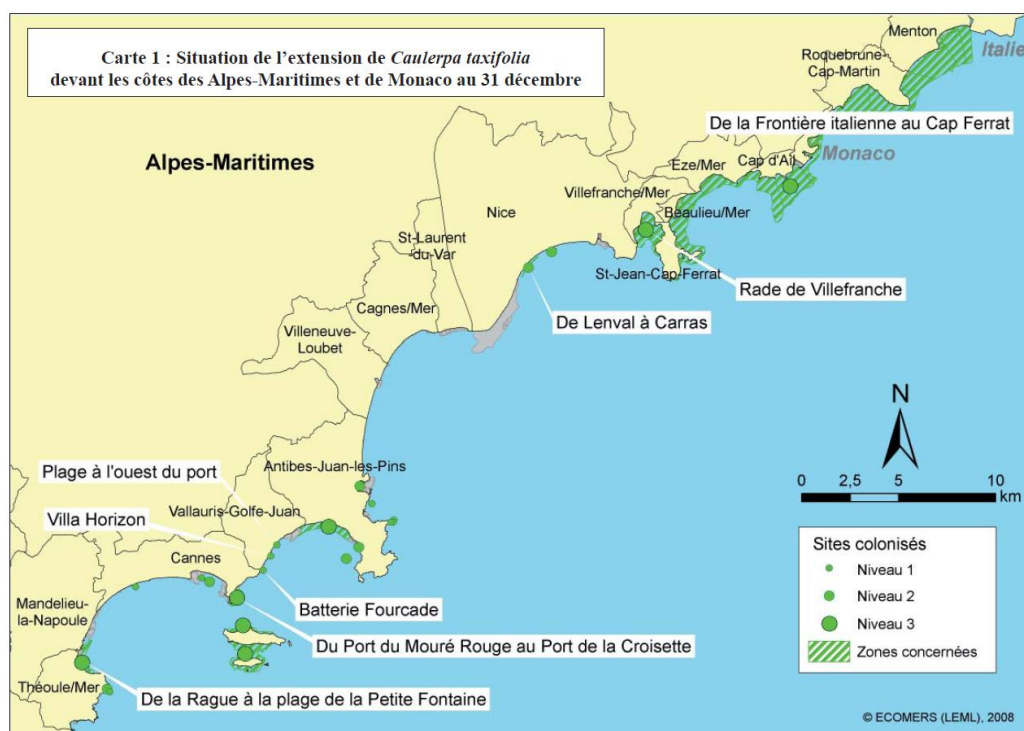 Carte 1 : Situation de l’extension de Caulerpa taxifolia
devant les côtes des Alpes-Maritimes et de Monaco au 31 décembre
Menton
Italie
Roquebrune-
Cap-Martin
De la Frontière italienne au Cap Ferrat
Alpes-Maritimes
Monaco
Cap d'Ail
Eze/Mer
Villefranche/Mer
Beaulieu/Mer
Nice
St-Laurent
-du-Var
St-Jean-Cap-Ferrat
Rade de Villefranche
Cagnes/Mer
De Lenval à Carras
Villeneuve-
Loubet
N
Plage à l'ouest du port
Antibes-Juan-les-Pins
0 2,5 5 10
km
Vallauris-Golfe-Juan
Villa Horizon
Cannes
Sites colonisés
Niveau 1
Niveau 2
Niveau 3
Zones concernées
Mandelieu-
la-Napoule
Batterie Fourcade
Du Port du Mouré Rouge au Port de la Croisette
Théoule/Mer
De la Rague à la plage de la Petite Fontaine
© ECOMERS (LEML), 2008